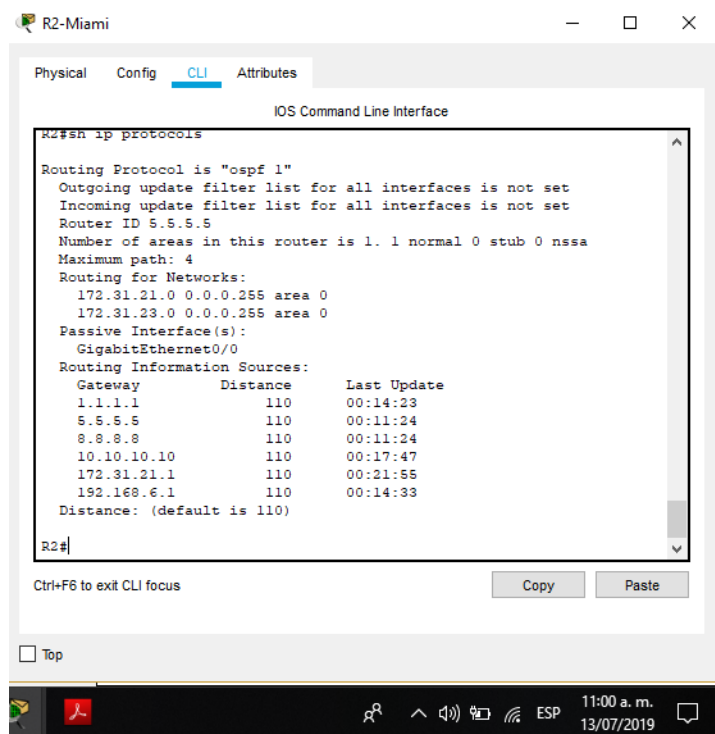 R2-Miami
Physical Config CLI Attributes
IOS Command Line Interface
R2#sh ip protocols
Routing Protocol is "ospf 1"
Outgoing update filter list for all interfaces is not set
Incoming update filter list for all interfaces is not set
Router ID 5.5.5.5
Number of areas in this router is 1. 1 normal 0 stub 0 nssa
Maximum path: 4
Routing for Networks:
172.31.21.0 0.0.0.255 area 0
172.31.23.0 0.0.0.255 area 0
Passive Interface(s):
GigabitEthernet0/0
Routing Information Sources:
Gateway Distance Last Update
1.1.1.1 110 00:14:23
5.5.5.5 110 00:11:24
8.8.8.8 110 00:11:24
10.10.10.10 110 00:17:47
172.31.21.1 110 00:21:55
192.168.6.1 110 00:14:33
Distance: (default is 110)
R2#
Ctrl+F6 to exit CLI focus Copy Paste
Top
ESP 11:00 a. m.
13/07/2019